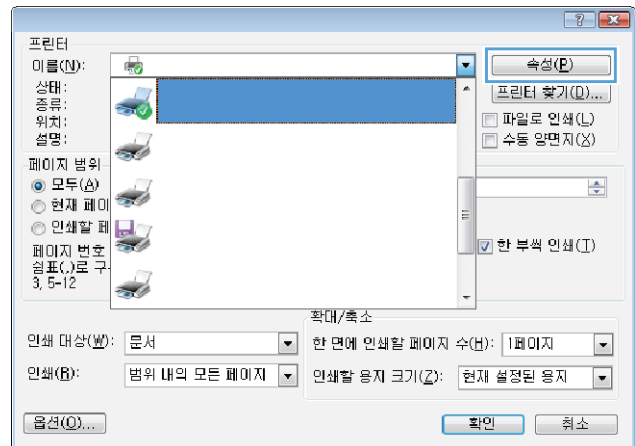 프린터
이름(N):
속성(P)
상태:
프린터 찾기(D)...
종류:
위치:
파일로 인쇄(L)
설명:
수동 양면지(X)
페이지 범위
모두(A)
현재 페이
인쇄할 페
페이지 번호
한 부씩 인쇄(T)
쉼표(,)로 구
3, 5-12
확대/축소
인쇄 대상(W): 문서
한 면에 인쇄할 페이지 수(H): 1페이지
인쇄(R): 범위 내의 모든 페이지
인쇄할 용지 크기(Z): 현재 설정된 용지
옵션(O)...
확인
취소